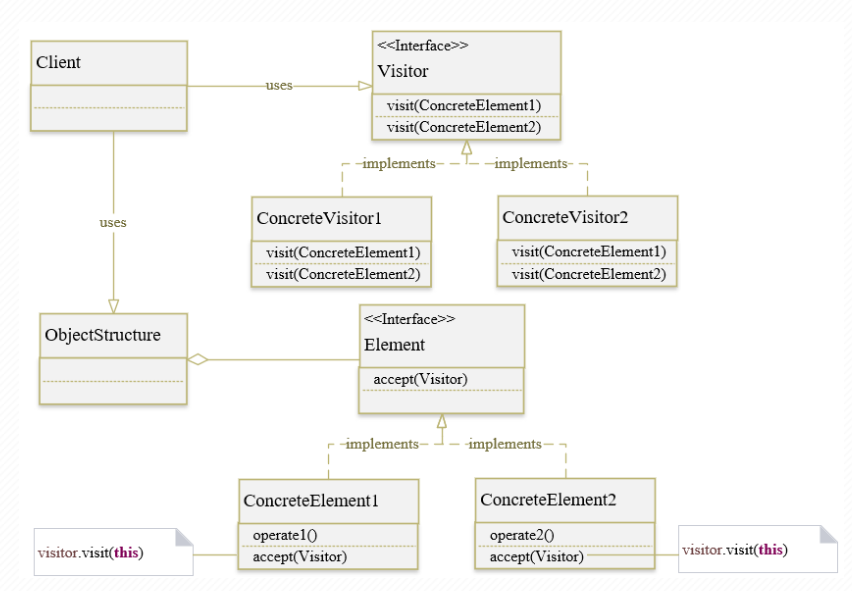 Client
<<Interface>>
Visitor
visit(ConcreteElement1)
visit(ConcreteElement2)
uses
implements
implements
ConcreteVisitor1
visit(ConcreteElement1)
visit(ConcreteElement2)
ConcreteVisitor2
visit(ConcreteElement1)
visit(ConcreteElement2)
uses
ObjectStructure
<<Interface>>
Element
accept(Visitor)
implements
implements
ConcreteElement1
operate1()
accept(Visitor)
ConcreteElement2
operate2()
accept(Visitor)
visitor.visit(this)
visitor.visit(this)